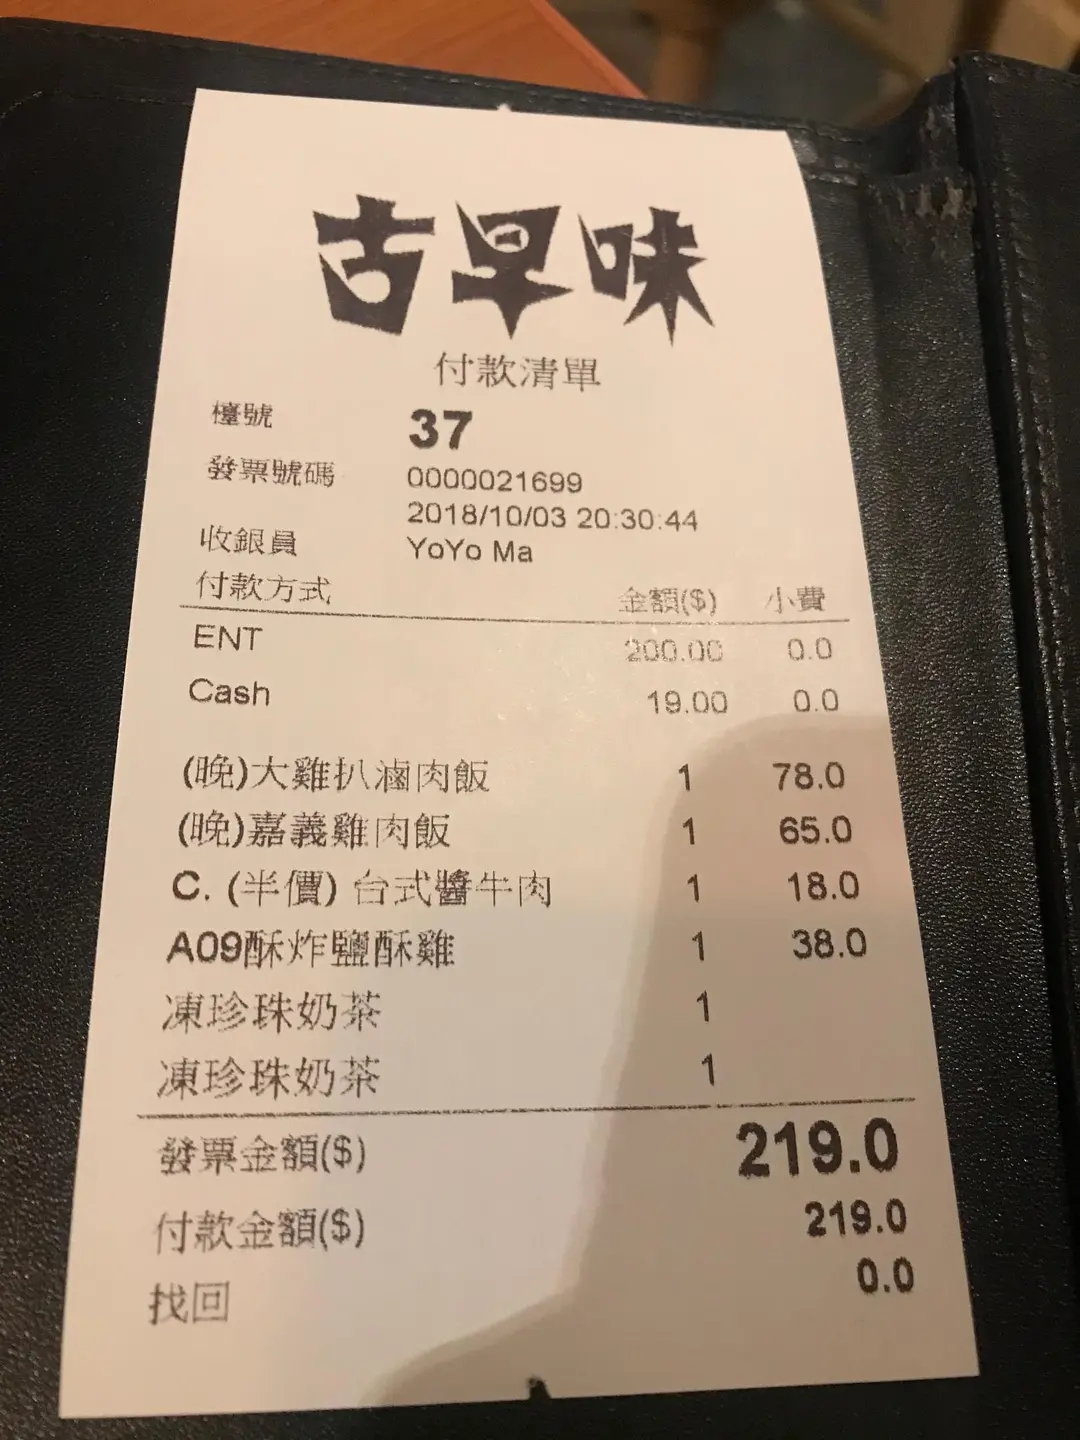 古早味
付款清單
檯號 37
發票號碼 0000021699
2018/10/03 20:30:44
收銀員 YoYo Ma
付款方式 金額($) 小費
ENT 200.00 0.0
Cash 19.00 0.0
(晚)大雞扒滷肉飯 1 78.0
(晚)嘉義雞肉飯 1 65.0
C. (半價) 台式醬牛肉 1 18.0
A09酥炸鹽酥雞 1 38.0
凍珍珠奶茶 1
凍珍珠奶茶 1
發票金額($) 219.0
付款金額($) 219.0
找回 0.0